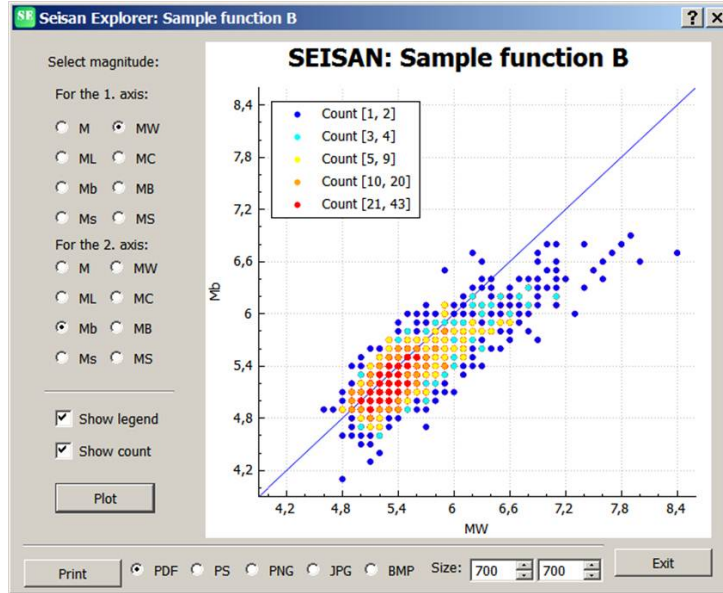 SE Seisan Explorer: Sample function B
Select magnitude:
For the 1. axis:
M MW
ML MC
Mb MB
Ms MS
For the 2. axis:
M MW
ML MC
Mb MB
Ms MS
Show legend
Show count
Plot
SEISAN: Sample function B
Count [1, 2]
Count [3, 4]
Count [5, 9]
Count [10, 20]
Count [21, 43]
Mb
8,4
7,8
7,2
6,6
6
5,4
4,8
4,2
4,2 4,8 5,4 6 6,6 7,2 7,8 8,4
MW
Print PDF PS PNG JPG BMP Size: 700 700 Exit